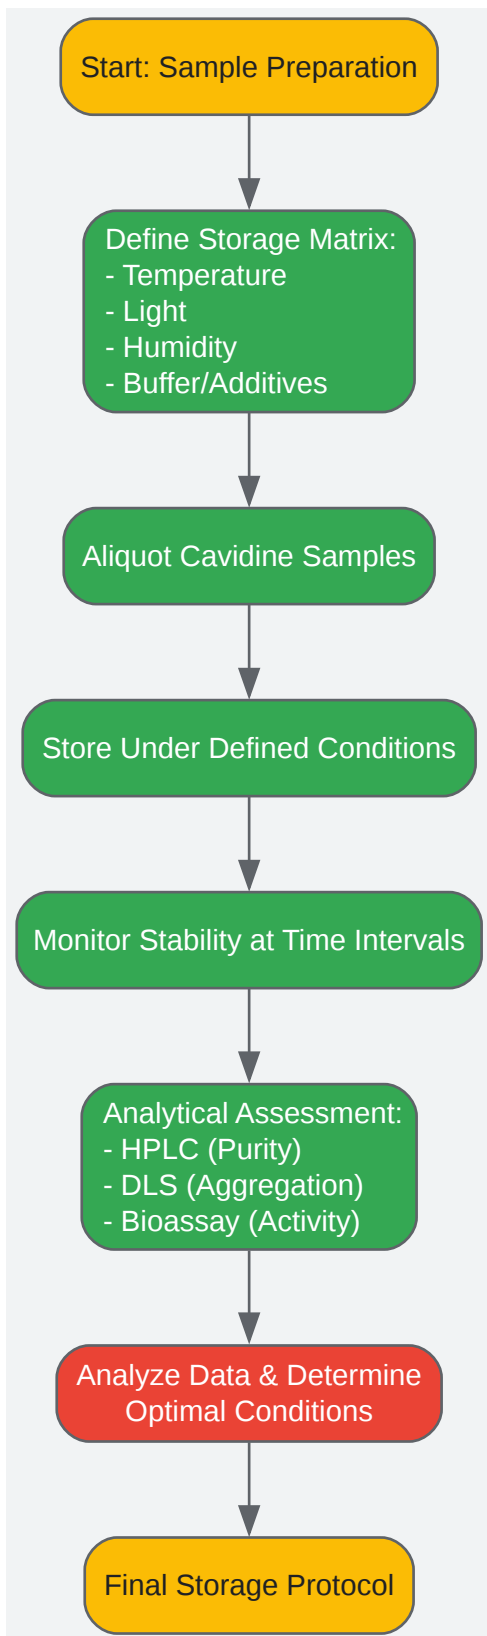 Start: Sample Preparation
Define Storage Matrix:
- Temperature
- Light
- Humidity
- Buffer/Additives
Aliquot Cavidine Samples
Store Under Defined Conditions
Monitor Stability at Time Intervals
Analytical Assessment:
- HPLC (Purity)
- DLS (Aggregation)
- Bioassay (Activity)
Analyze Data & Determine
Optimal Conditions
Final Storage Protocol